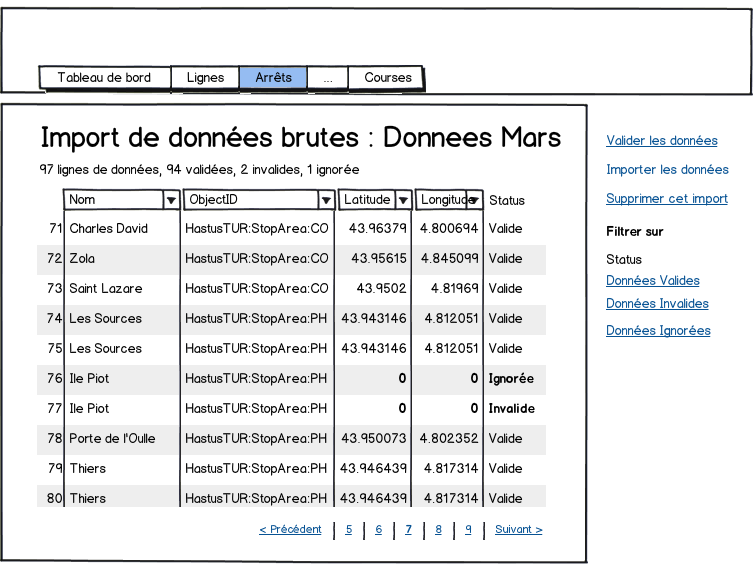 Tableau de bord Lignes Arrêts ... Courses
Import de données brutes : Donnees Mars
97 lignes de données, 94 validées, 2 invalides, 1 ignorée
Nom ObjectID Latitude Longitude Status
71 Charles David HastusTUR:StopArea:CO 43.96379 4.800694 Valide
72 Zola HastusTUR:StopArea:CO 43.95615 4.845099 Valide
73 Saint Lazare HastusTUR:StopArea:CO 43.9502 4.81969 Valide
74 Les Sources HastusTUR:StopArea:PH 43.943146 4.812051 Valide
75 Les Sources HastusTUR:StopArea:PH 43.943146 4.812051 Valide
76 Ile Piot HastusTUR:StopArea:PH 0 0 Ignorée
77 Ile Piot HastusTUR:StopArea:PH 0 0 Invalide
78 Porte de l'Oulle HastusTUR:StopArea:PH 43.950073 4.802352 Valide
79 Thiers HastusTUR:StopArea:PH 43.946439 4.817314 Valide
80 Thiers HastusTUR:StopArea:PH 43.946439 4.817314 Valide
< Précédent | 5 | 6 | 7 | 8 | 9 | Suivant >
Valider les données
Importer les données
Supprimer cet import
Filtrer sur
Status
Données Valides
Données Invalides
Données Ignorées